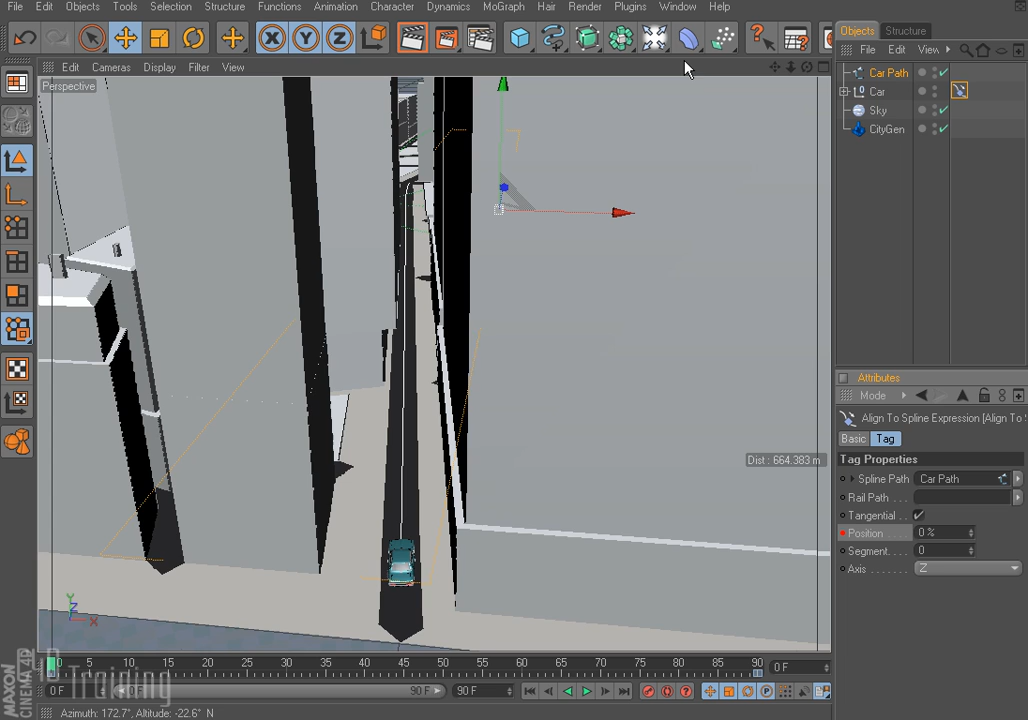 File Edit Objects Tools Selection Structure Functions Animation Character Dynamics MoGraph Hair Render Plugins Window Help
X Y Z
Objects Structure
File Edit View
Edit Cameras Display Filter View
Perspective
Car Path
Car
Sky
CityGen
Attributes
Mode
Align To Spline Expression [Align To
Basic Tag
Tag Properties
Spline Path Car Path
Rail Path . . .
Tangential . .
Position . . . . 0 %
Segment. . . 0
Axis . . . . . . . Z
Dist : 664.383 m
Y
Z
X
0 5 10 15 20 25 30 35 40 45 50 55 60 65 70 75 80 85 90
0 F
0 F 0 F 90 F 90 F
MAXON
CINEMA 4D
Azimuth: 172.7°, Altitude: -22.6° N